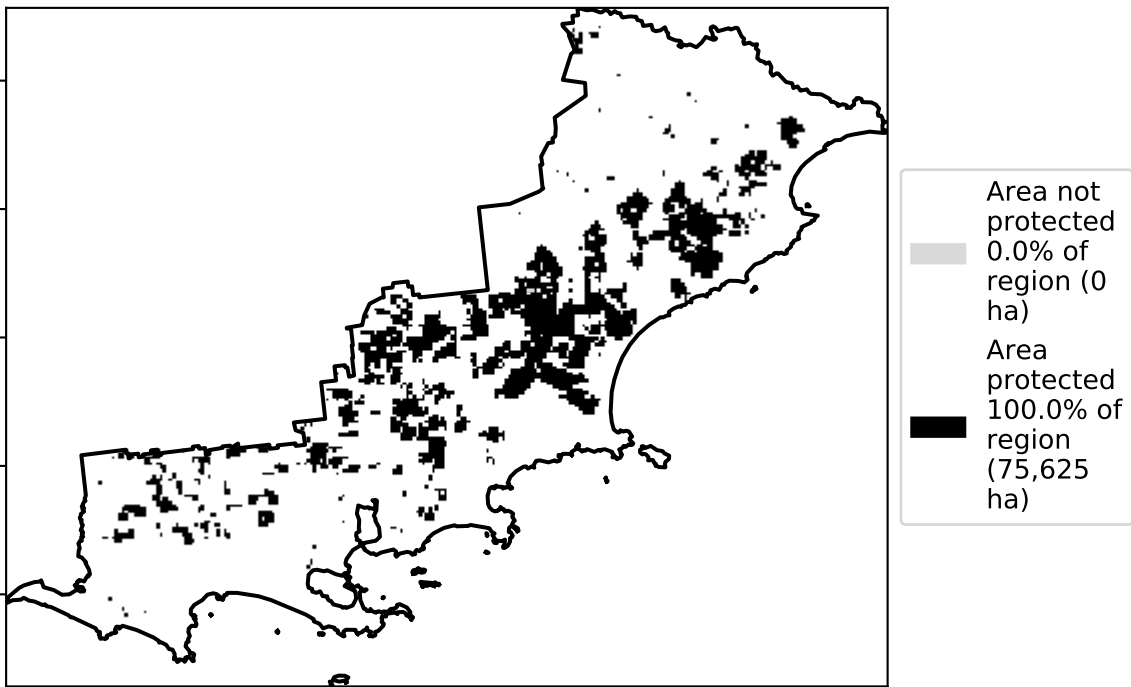 Area not
protected
0.0% of
region (0
ha)
Area
protected
100.0% of
region
(75,625
ha)